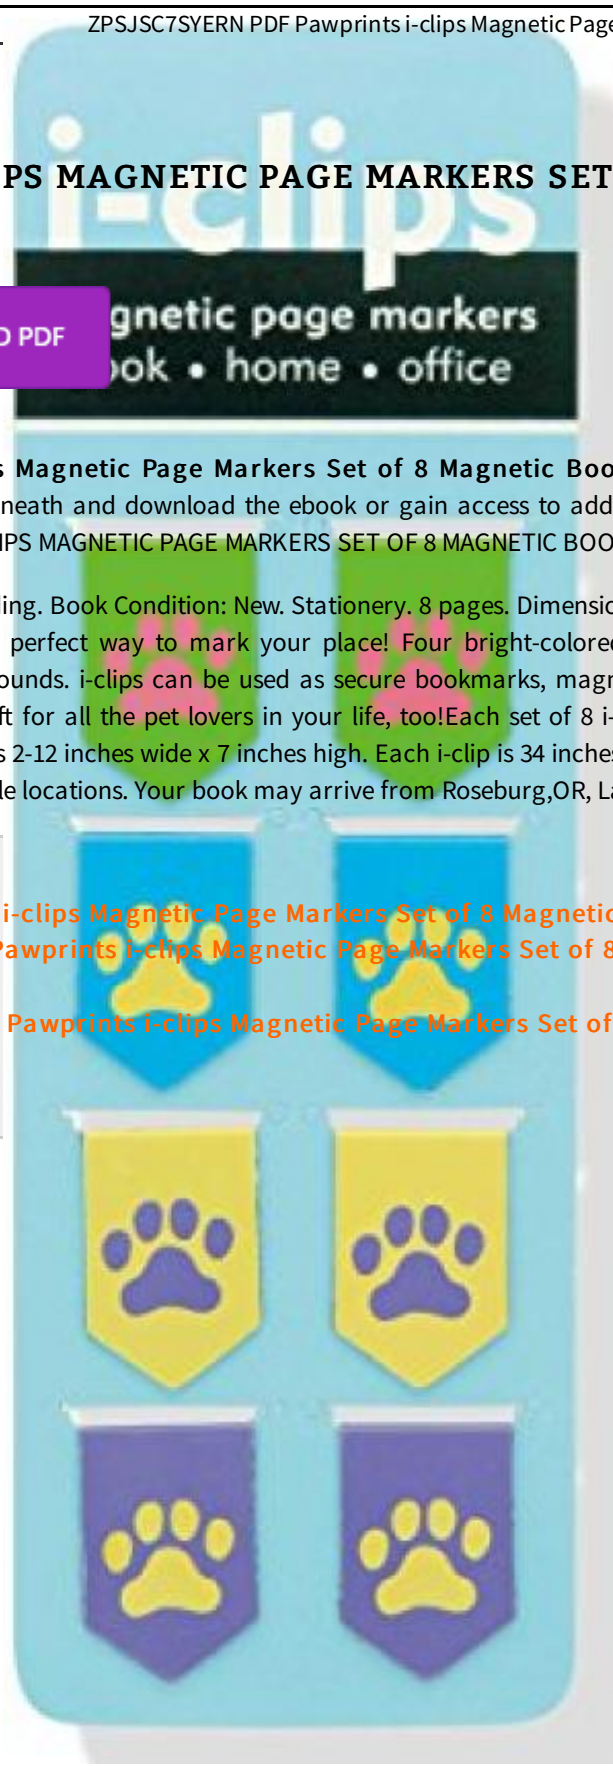 ZPSJSC7SYERN PDF Pawprints i-clips Magnetic Page
i-clips
PS MAGNETIC PAGE MARKERS SET
gnetic page markers
D PDF
ook • home • office
s Magnetic Page Markers Set of 8 Magnetic Boo
neath and download the ebook or gain access to add
IPS MAGNETIC PAGE MARKERS SET OF 8 MAGNETIC BOO
ling. Book Condition: New. Stationery. 8 pages. Dimensio
perfect way to mark your place! Four bright-colored
ounds. i-clips can be used as secure bookmarks, magn
ft for all the pet lovers in your life, too!Each set of 8 i-
s 2-12 inches wide x 7 inches high. Each i-clip is 34 inches
le locations. Your book may arrive from Roseburg,OR, La
i-clips Magnetic Page Markers Set of 8 Magnetic
Pawprints i-clips Magnetic Page Markers Set of 8
Pawprints i-clips Magnetic Page Markers Set of